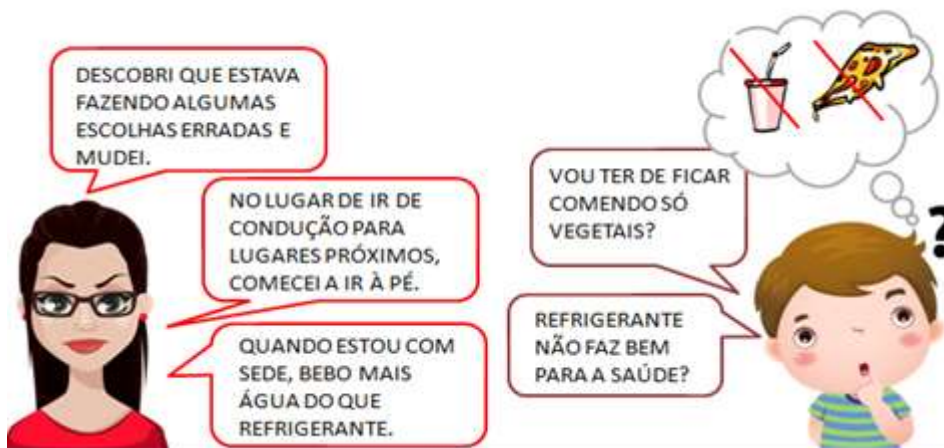 DESCOBRI QUE ESTAVA
FAZENDO ALGUMAS
ESCOLHAS ERRADAS E
MUDEI.
NO LUGAR DE IR DE
CONDUÇÃO PARA
LUGARES PRÓXIMOS,
COMECEI A IR À PÉ.
QUANDO ESTOU COM
SEDE, BEBO MAIS
ÁGUA DO QUE
REFRIGERANTE.
VOU TER DE FICAR
COMENDO SÓ
VEGETAIS?
REFRIGERANTE
NÃO FAZ BEM
PARA A SAÚDE?
?